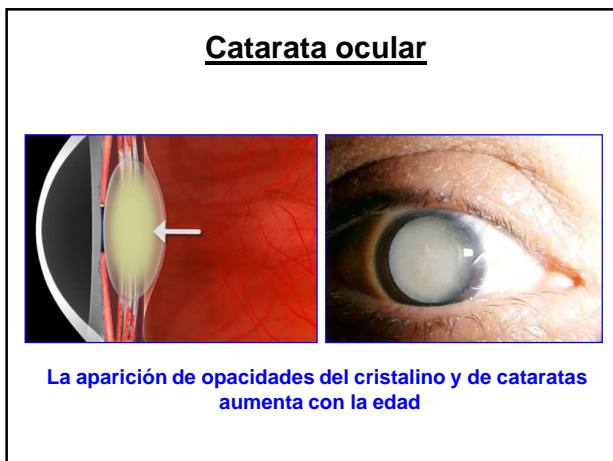 Catarata ocular
La aparición de opacidades del cristalino y de cataratas
aumenta con la edad